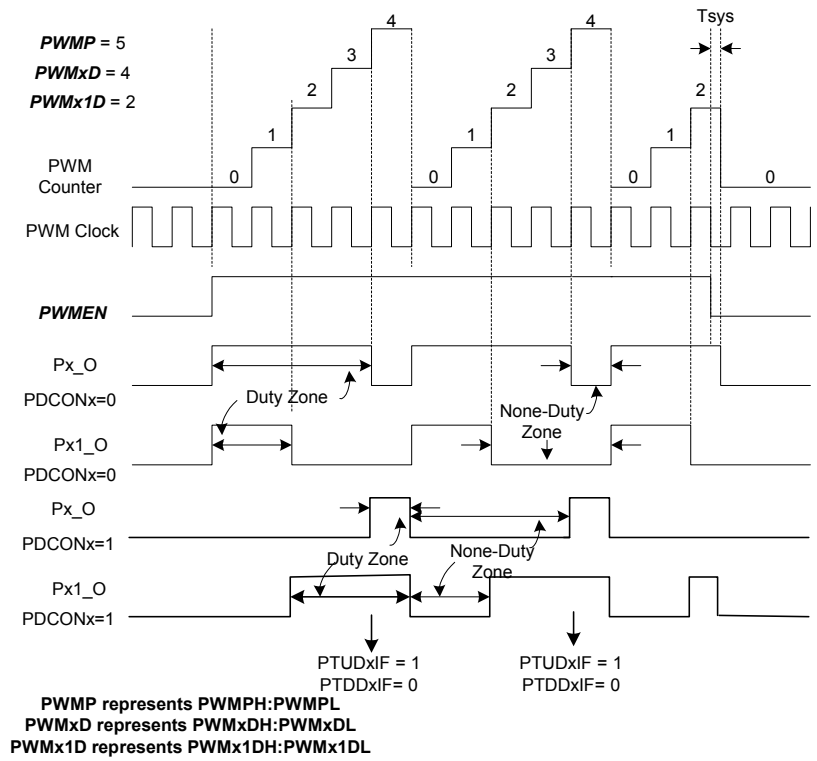 Tsys
4
4
PWMP = 5
PWMxD = 4
3
3
PWMx1D = 2
2
2
2
1
1
1
PWM
Counter
0
0
0
0
PWM Clock
PWMEN
Px_O
PDCONx=0
Duty Zone
None-Duty
Zone
Px1_O
PDCONx=0
Px_O
PDCONx=1
Duty Zone
None-Duty
Zone
Px1_O
PDCONx=1
PTUDxIF = 1
PTDDxIF= 0
PTUDxIF = 1
PTDDxIF= 0
PWMP represents PWMPH:PWMPL
PWMxD represents PWMxDH:PWMxDL
PWMx1D represents PWMx1DH:PWMx1DL